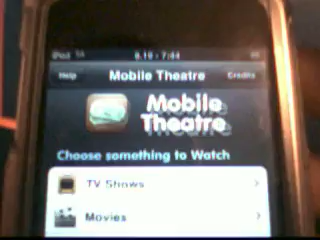 iPod
Help Mobile Theatre Credits
Mobile
Theatre
Choose something to Watch
TV Shows
Movies